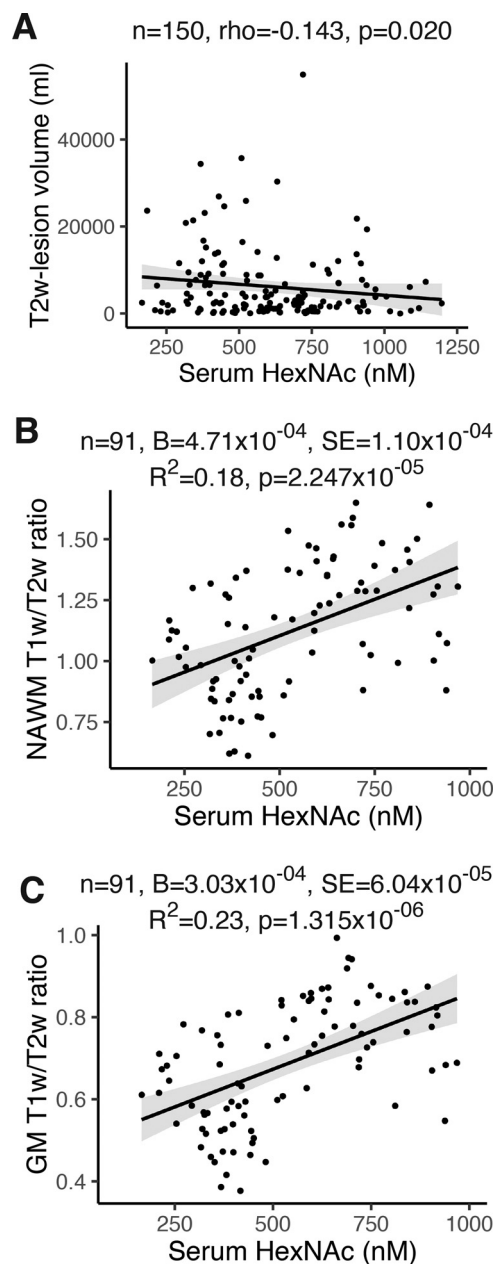 A
n=150, rho=-0.143, p=0.020
T2w-lesion volume (ml)
40000
20000
0
250 500 750 1000 1250
Serum HexNAc (nM)
B
n=91, B=4.71x10-04, SE=1.10x10-04
R2=0.18, p=2.247x10-05
NAWM T1w/T2w ratio
1.50
1.25
1.00
0.75
250 500 750 1000
Serum HexNAc (nM)
C
n=91, B=3.03x10-04, SE=6.04x10-05
R2=0.23, p=1.315x10-06
GM T1w/T2w ratio
1.0
0.8
0.6
0.4
250 500 750 1000
Serum HexNAc (nM)